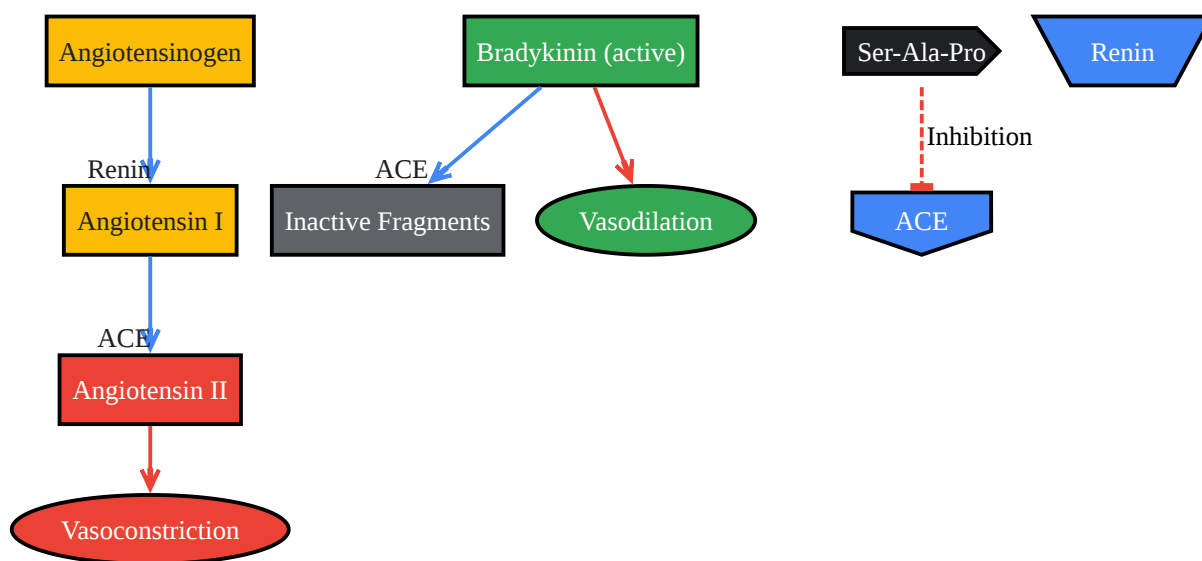 Angiotensinogen
Bradykinin (active)
Ser-Ala-Pro
Renin
Inhibition
Renin
ACE
Angiotensin I
Inactive Fragments
Vasodilation
ACE
ACE
Angiotensin II
Vasoconstriction